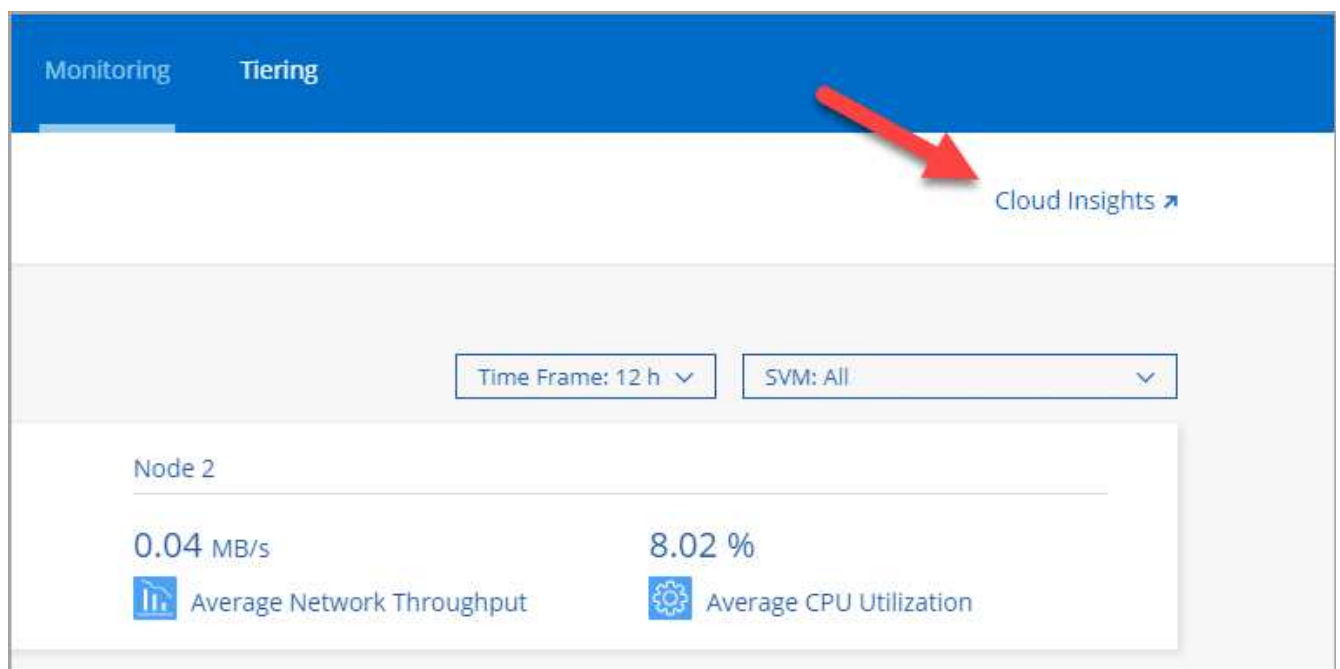 Monitoring Tiering
Cloud Insights
Time Frame: 12 h SVM: All
Node 2
0.04 MB/s 8.02 %
Average Network Throughput Average CPU Utilization